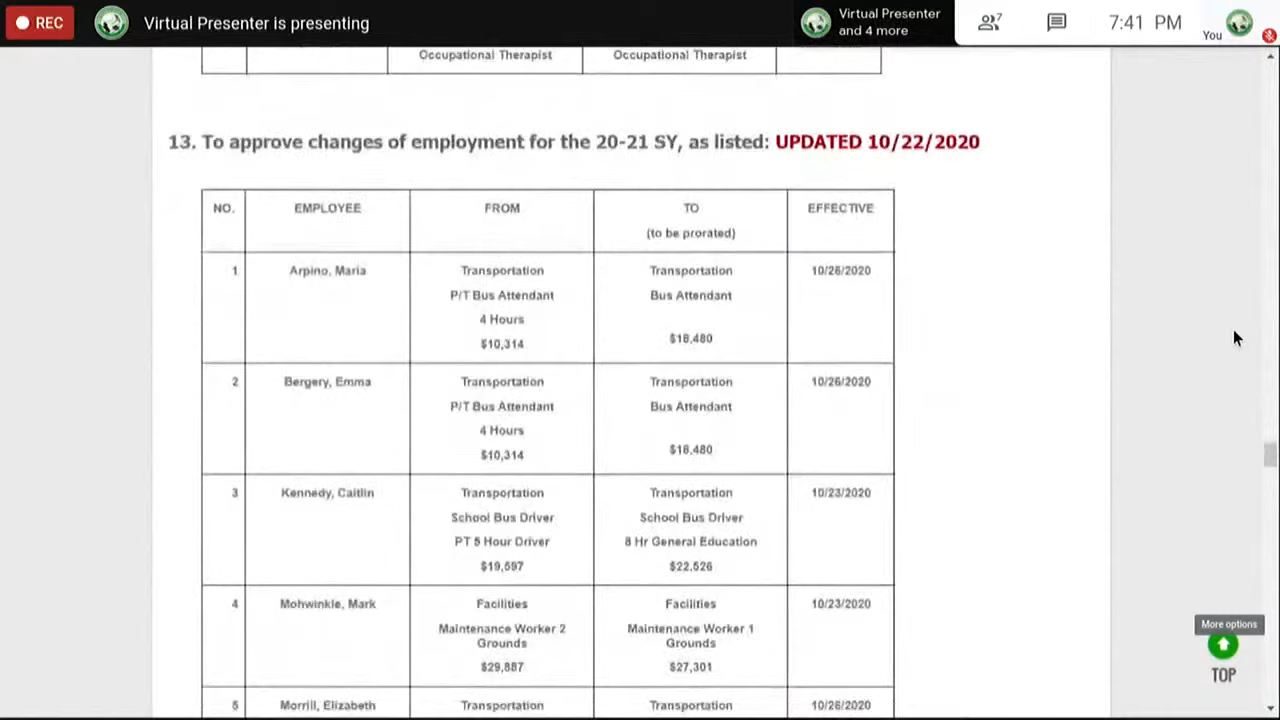 REC
Virtual Presenter is presenting
Virtual Presenter
and 4 more
7
7:41 PM
You
Occupational Therapist Occupational Therapist
13. To approve changes of employment for the 20-21 SY, as listed: UPDATED 10/22/2020
NO. EMPLOYEE FROM TO EFFECTIVE
(to be prorated)
1 Arpino, Maria Transportation Transportation 10/26/2020
P/T Bus Attendant Bus Attendant
4 Hours
$10,314 $18,480
2 Bergery, Emma Transportation Transportation 10/26/2020
P/T Bus Attendant Bus Attendant
4 Hours
$10,314 $18,480
3 Kennedy, Caitlin Transportation Transportation 10/23/2020
School Bus Driver School Bus Driver
PT 5 Hour Driver 8 Hr General Education
$19,597 $22,526
4 Mohwinkle, Mark Facilities Facilities 10/23/2020
Maintenance Worker 2 Maintenance Worker 1
Grounds Grounds
$29,887 $27,301
5 Morrill, Elizabeth Transportation Transportation 10/26/2020
More options
TOP